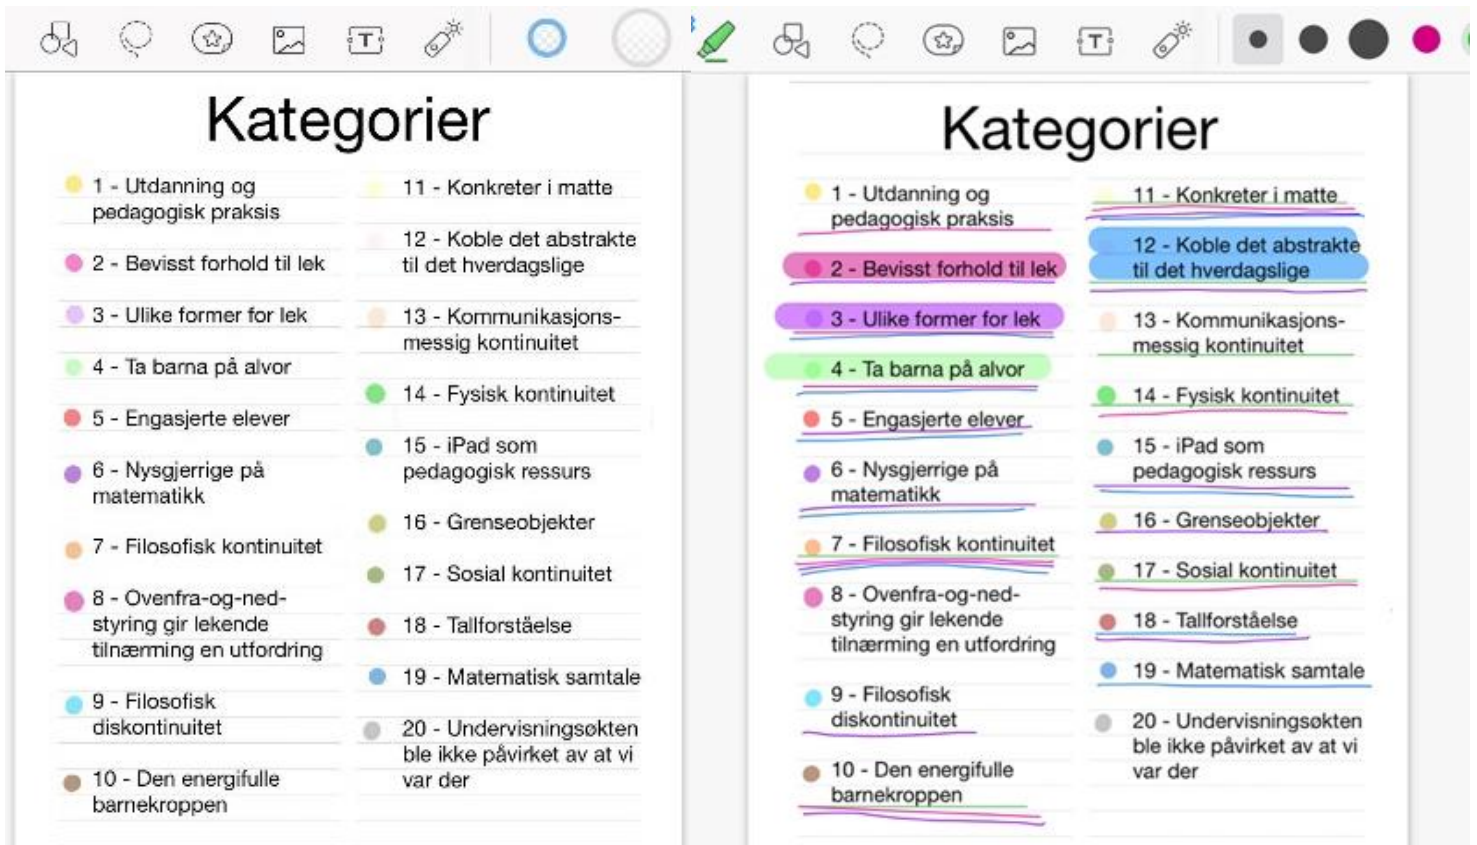 T
Kategorier
1 - Utdanning og
pedagogisk praksis
2 - Bevisst forhold til lek
3 - Ulike former for lek
4 - Ta barna på alvor
5 - Engasjerte elever
6 - Nysgjerrige på
matematikk
7 - Filosofisk kontinuitet
8 - Ovenfra-og-ned-
styring gir lekende
tilnærming en utfordring
9 - Filosofisk
diskontinuitet
10 - Den energifulle
barnekroppen
11 - Konkreter i matte
12 - Koble det abstrakte
til det hverdagslige
13 - Kommunikasjons-
messig kontinuitet
14 - Fysisk kontinuitet
15 - iPad som
pedagogisk ressurs
16 - Grenseobjekter
17 - Sosial kontinuitet
18 - Tallforståelse
19 - Matematisk samtale
20 - Undervisningsøkten
ble ikke påvirket av at vi
var der
T
Kategorier
1 - Utdanning og
pedagogisk praksis
2 - Bevisst forhold til lek
3 - Ulike former for lek
4 - Ta barna på alvor
5 - Engasjerte elever
6 - Nysgjerrige på
matematikk
7 - Filosofisk kontinuitet
8 - Ovenfra-og-ned-
styring gir lekende
tilnærming en utfordring
9 - Filosofisk
diskontinuitet
10 - Den energifulle
barnekroppen
11 - Konkreter i matte
12 - Koble det abstrakte
til det hverdagslige
13 - Kommunikasjons-
messig kontinuitet
14 - Fysisk kontinuitet
15 - iPad som
pedagogisk ressurs
16 - Grenseobjekter
17 - Sosial kontinuitet
18 - Tallforståelse
19 - Matematisk samtale
20 - Undervisningsøkten
ble ikke påvirket av at vi
var der